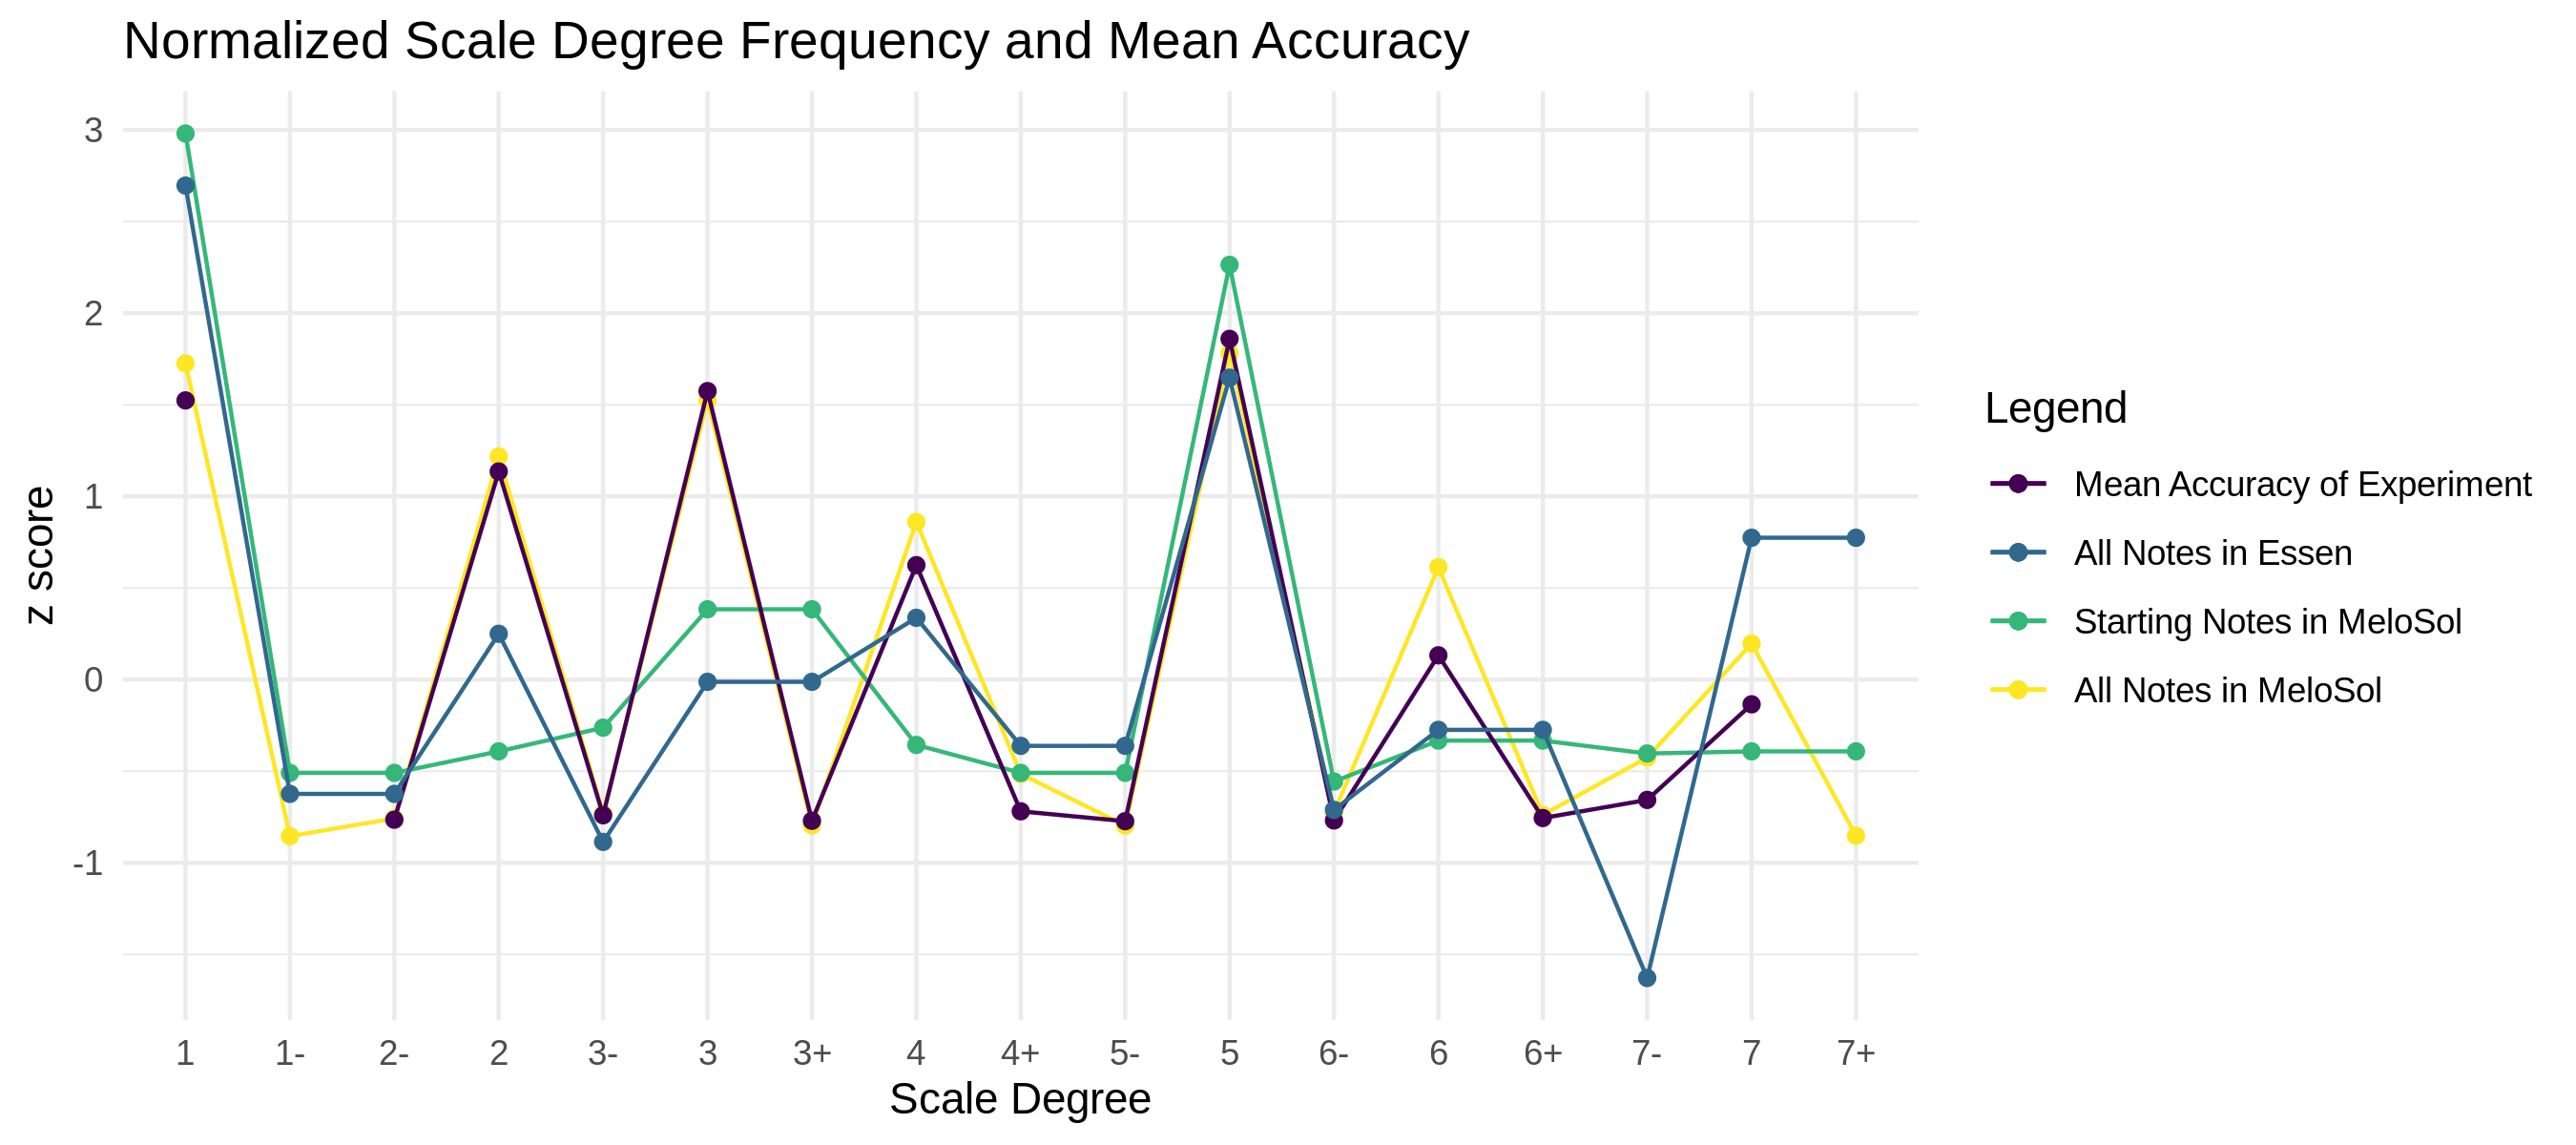 Normalized Scale Degree Frequency and Mean Accuracy
3
2
1
0
-1
z score
1 1- 2- 2 3- 3 3+ 4 4+ 5- 5 6- 6 6+ 7- 7 7+
Scale Degree
Legend
Mean Accuracy of Experiment
All Notes in Essen
Starting Notes in MeloSol
All Notes in MeloSol